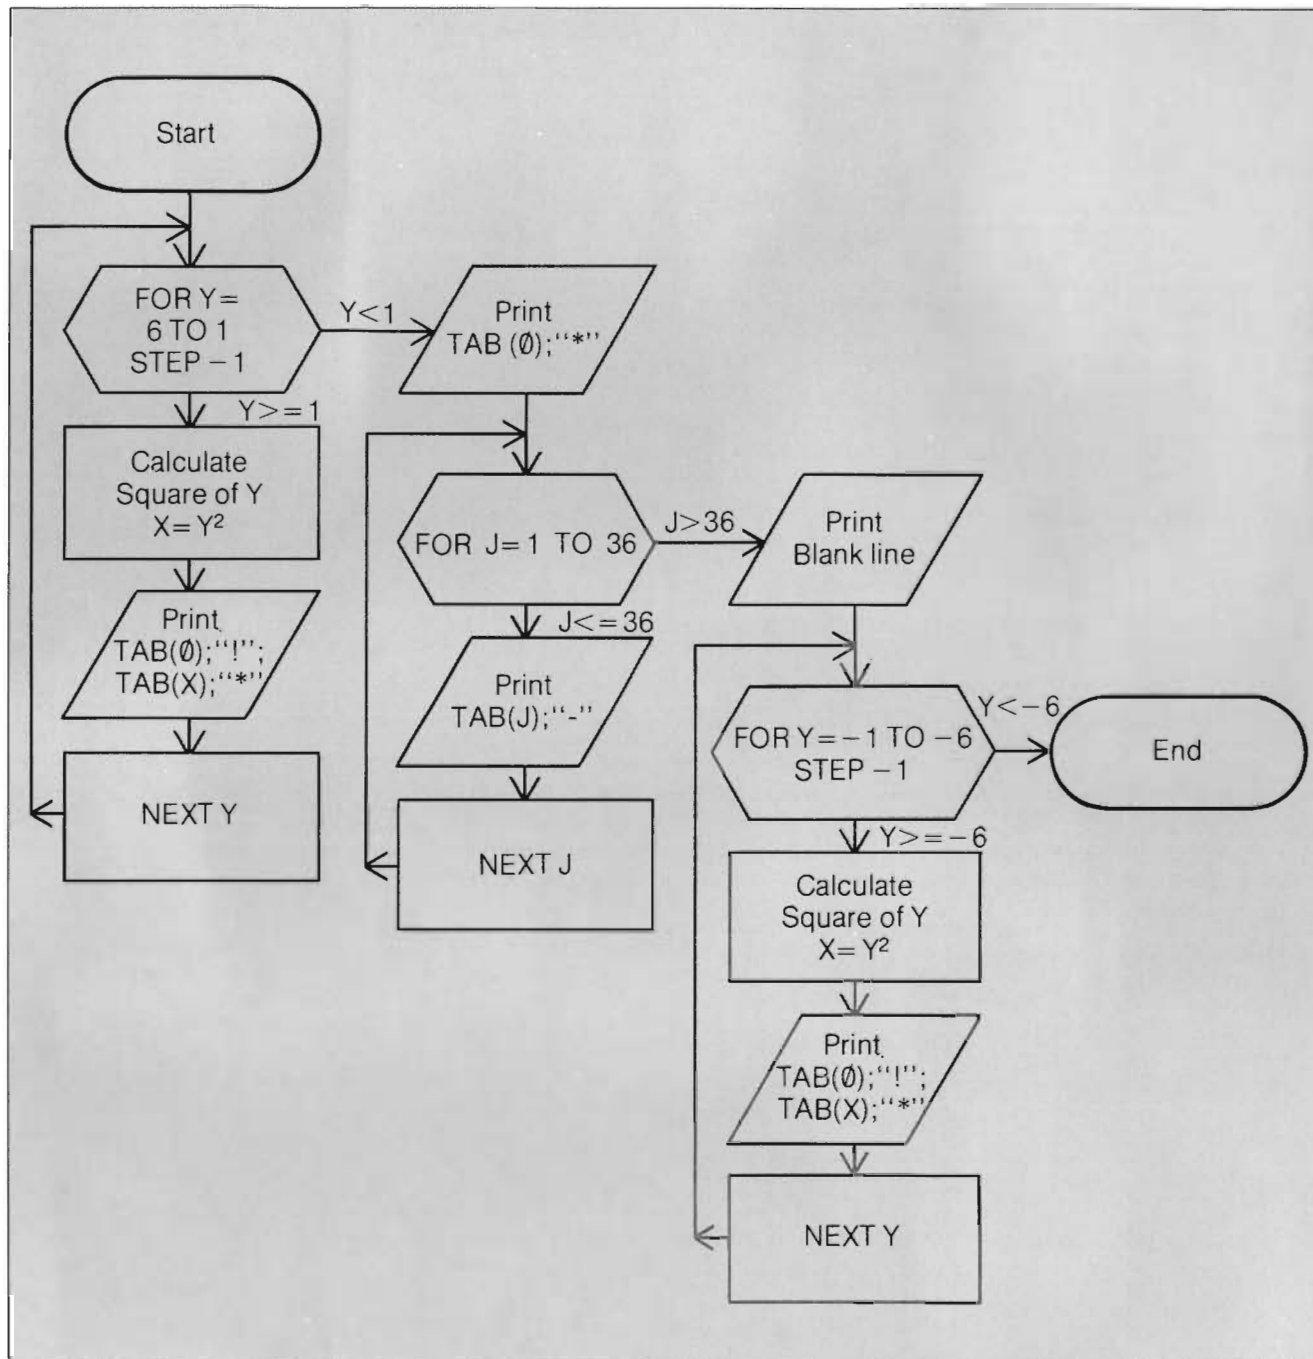 Start
FOR Y=
6 TO 1
STEP −1
Y<1
Y>=1
Calculate
Square of Y
X=Y²
Print
TAB(Ø);“!”;
TAB(X);“*”
NEXT Y
Print
TAB (Ø);“*”
FOR J=1 TO 36
J>36
J<=36
Print
TAB(J);“-”
NEXT J
Print
Blank line
FOR Y=−1 TO −6
STEP −1
Y<−6
End
Y>=−6
Calculate
Square of Y
X=Y²
Print
TAB(Ø);“!”;
TAB(X);“*”
NEXT Y